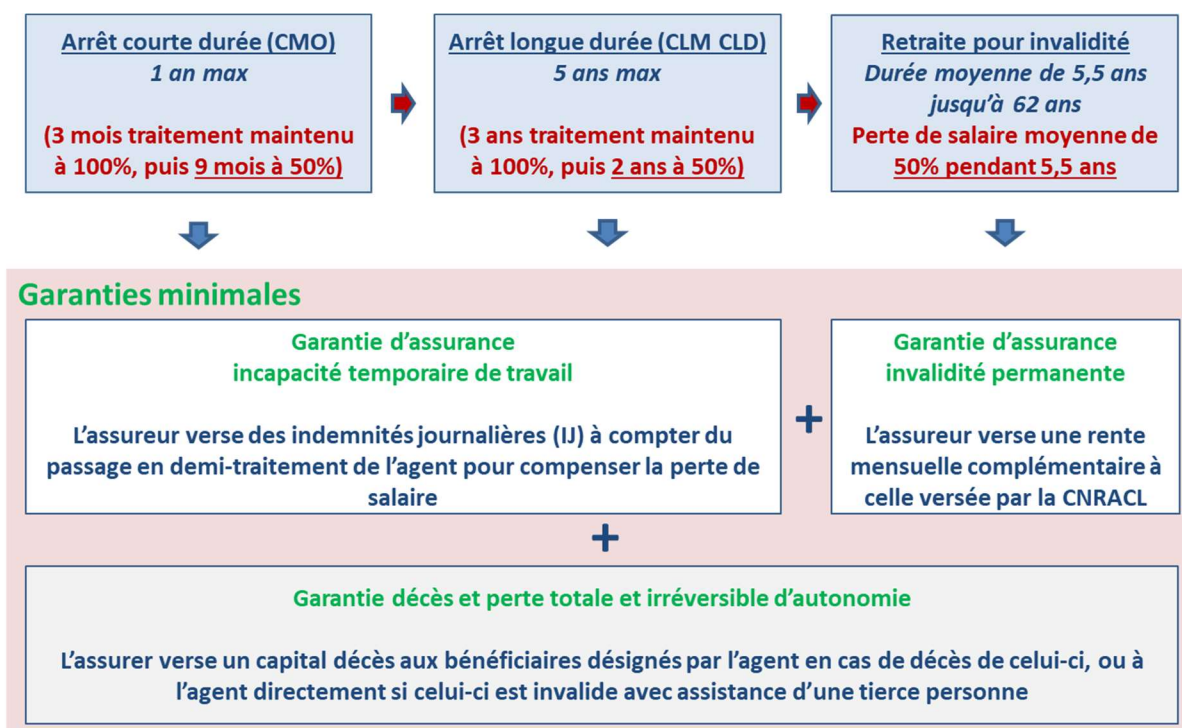 Arrêt courte durée (CMO)
1 an max
(3 mois traitement maintenu
à 100%, puis 9 mois à 50%)
Arrêt longue durée (CLM CLD)
5 ans max
(3 ans traitement maintenu
à 100%, puis 2 ans à 50%)
Retraite pour invalidité
Durée moyenne de 5,5 ans
jusqu'à 62 ans
Perte de salaire moyenne de
50% pendant 5,5 ans
Garanties minimales
Garantie d'assurance
incapacité temporaire de travail
L'assureur verse des indemnités journalières (IJ) à compter du
passage en demi-traitement de l'agent pour compenser la perte de
salaire
+
Garantie d'assurance
invalidité permanente
L'assureur verse une rente
mensuelle complémentaire à
celle versée par la CNRACL
+
Garantie décès et perte totale et irréversible d'autonomie
L'assurer verse un capital décès aux bénéficiaires désignés par l'agent en cas de décès de celui-ci, ou à
l'agent directement si celui-ci est invalide avec assistance d'une tierce personne